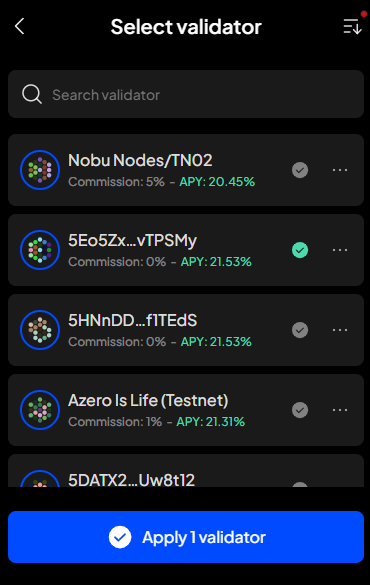 Select validator
Search validator
Nobu Nodes/TN02
Commission: 5% - APY: 20.45%
5Eo5Zx...vTPSMy
Commission: 0% - APY: 21.53%
5HNnDD...f1TEdS
Commission: 0% - APY: 21.53%
Azero Is Life (Testnet)
Commission: 1% - APY: 21.31%
5DATX2...Uw8t12
Apply 1 validator